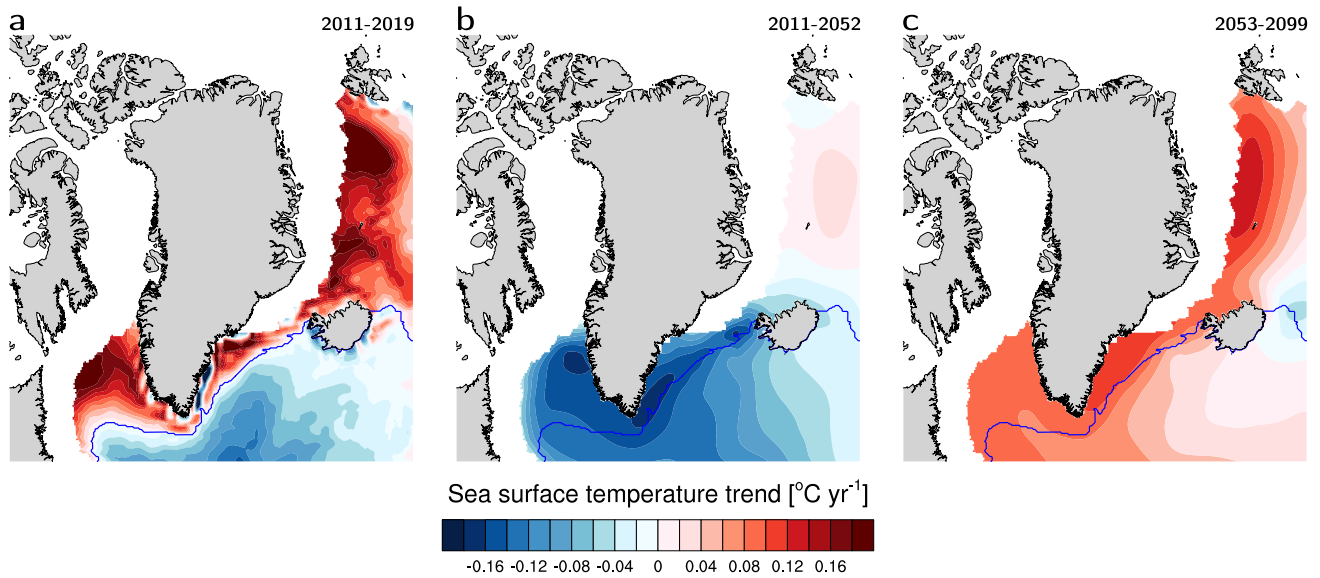 a 2011-2019 b 2011-2052 c 2053-2099
Sea surface temperature trend [°C yr⁻¹]
-0.16 -0.12 -0.08 -0.04 0 0.04 0.08 0.12 0.16